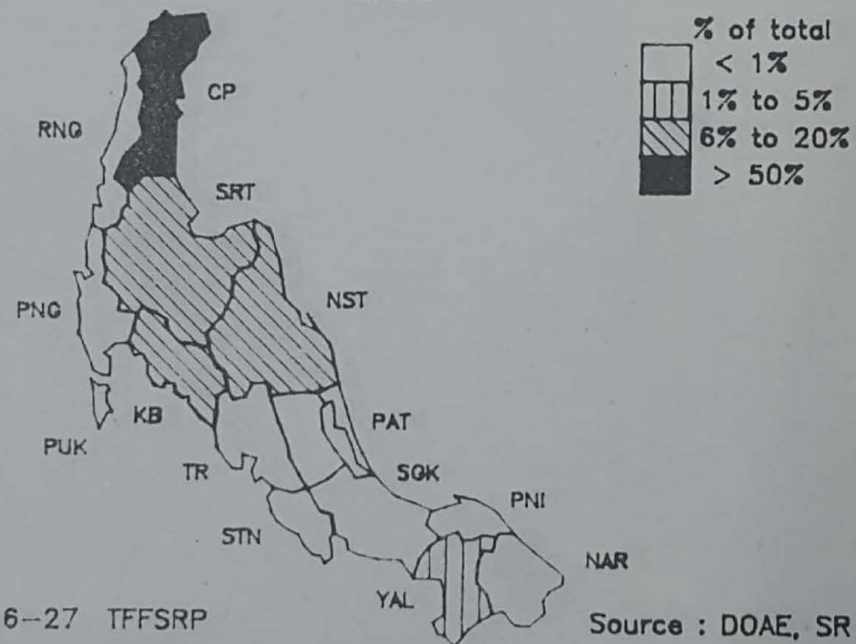 % of total
< 1%
1% to 5%
6% to 20%
> 50%
CP
RNG
SRT
PNG
NST
KB
PUK
PAT
TR
SGK
PNI
STN
NAR
YAL
6-27 TFFSRP
Source : DOAE, SR